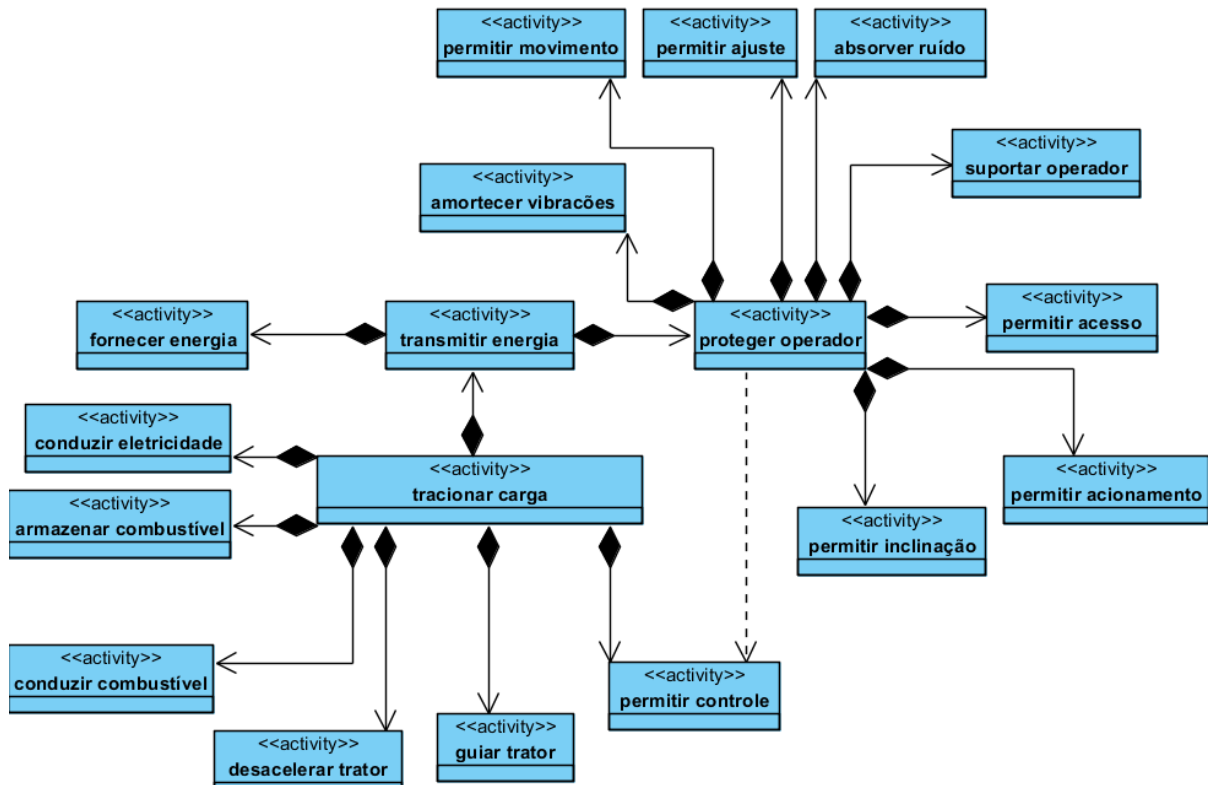 <<activity>>
permitir movimento
<<activity>>
permitir ajuste
<<activity>>
absorver ruído
<<activity>>
suportar operador
<<activity>>
amortecer vibracões
<<activity>>
fornecer energia
<<activity>>
transmitir energia
<<activity>>
proteger operador
<<activity>>
permitir acesso
<<activity>>
conduzir eletricidade
<<activity>>
tracionar carga
<<activity>>
permitir acionamento
<<activity>>
armazenar combustível
<<activity>>
permitir inclinação
<<activity>>
conduzir combustível
<<activity>>
permitir controle
<<activity>>
guiar trator
<<activity>>
desacelerar trator